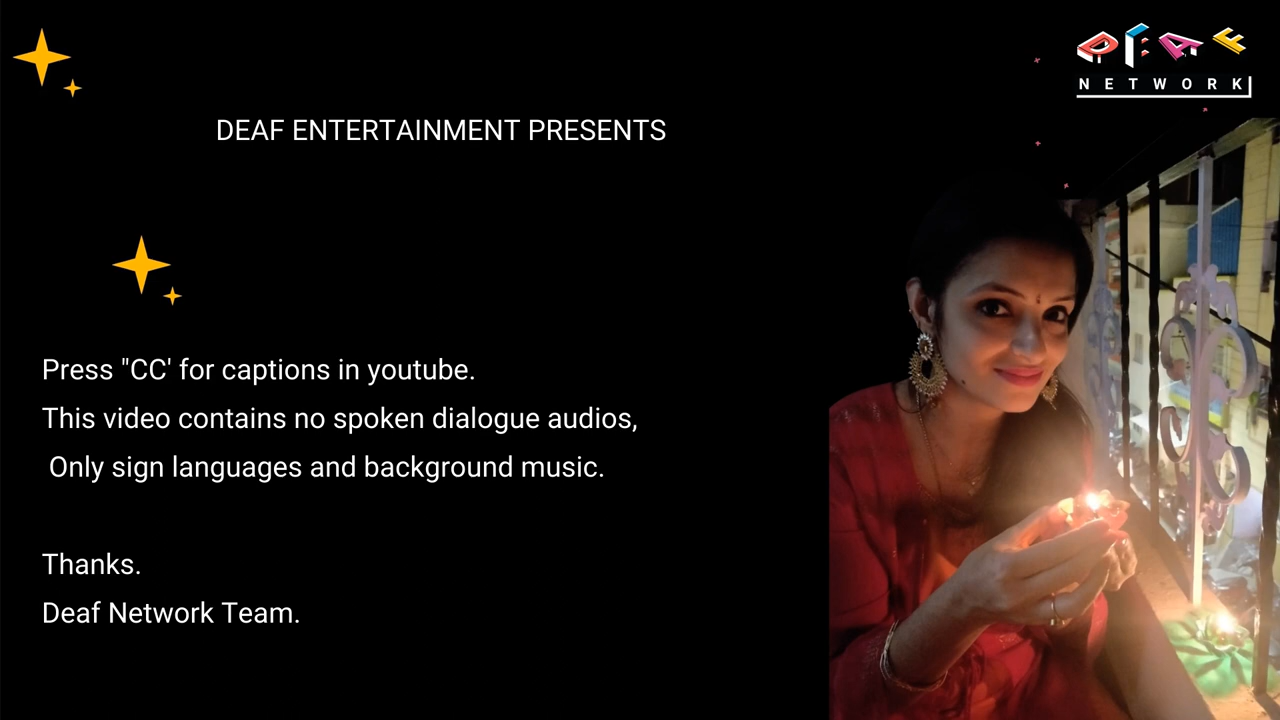 DEAF
NETWORK
DEAF ENTERTAINMENT PRESENTS
Press "CC' for captions in youtube.
This video contains no spoken dialogue audios,
Only sign languages and background music.
Thanks.
Deaf Network Team.